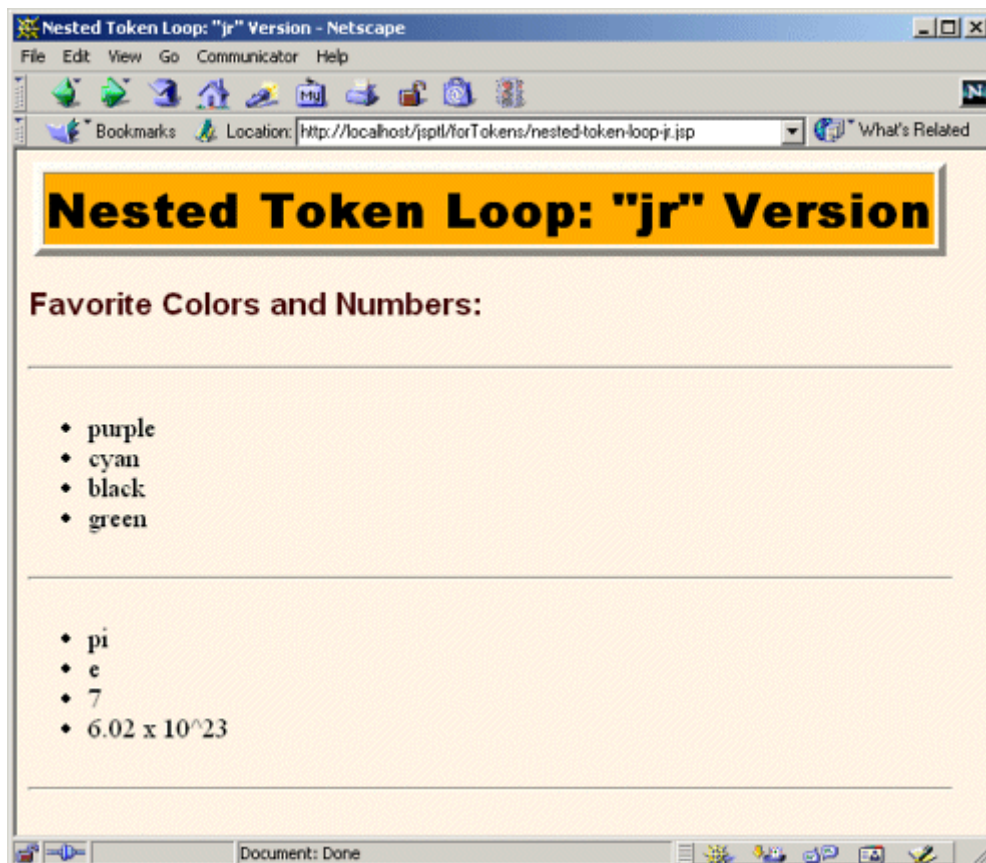 Nested Token Loop: "jr" Version - Netscape
File Edit View Go Communicator Help
My
N
Bookmarks Location: http://localhost/jsptl/forTokens/nested-token-loop-jr.jsp What's Related
Nested Token Loop: "jr" Version
Favorite Colors and Numbers:
purple
cyan
black
green
pi
e
7
6.02 x 10^23
Document: Done